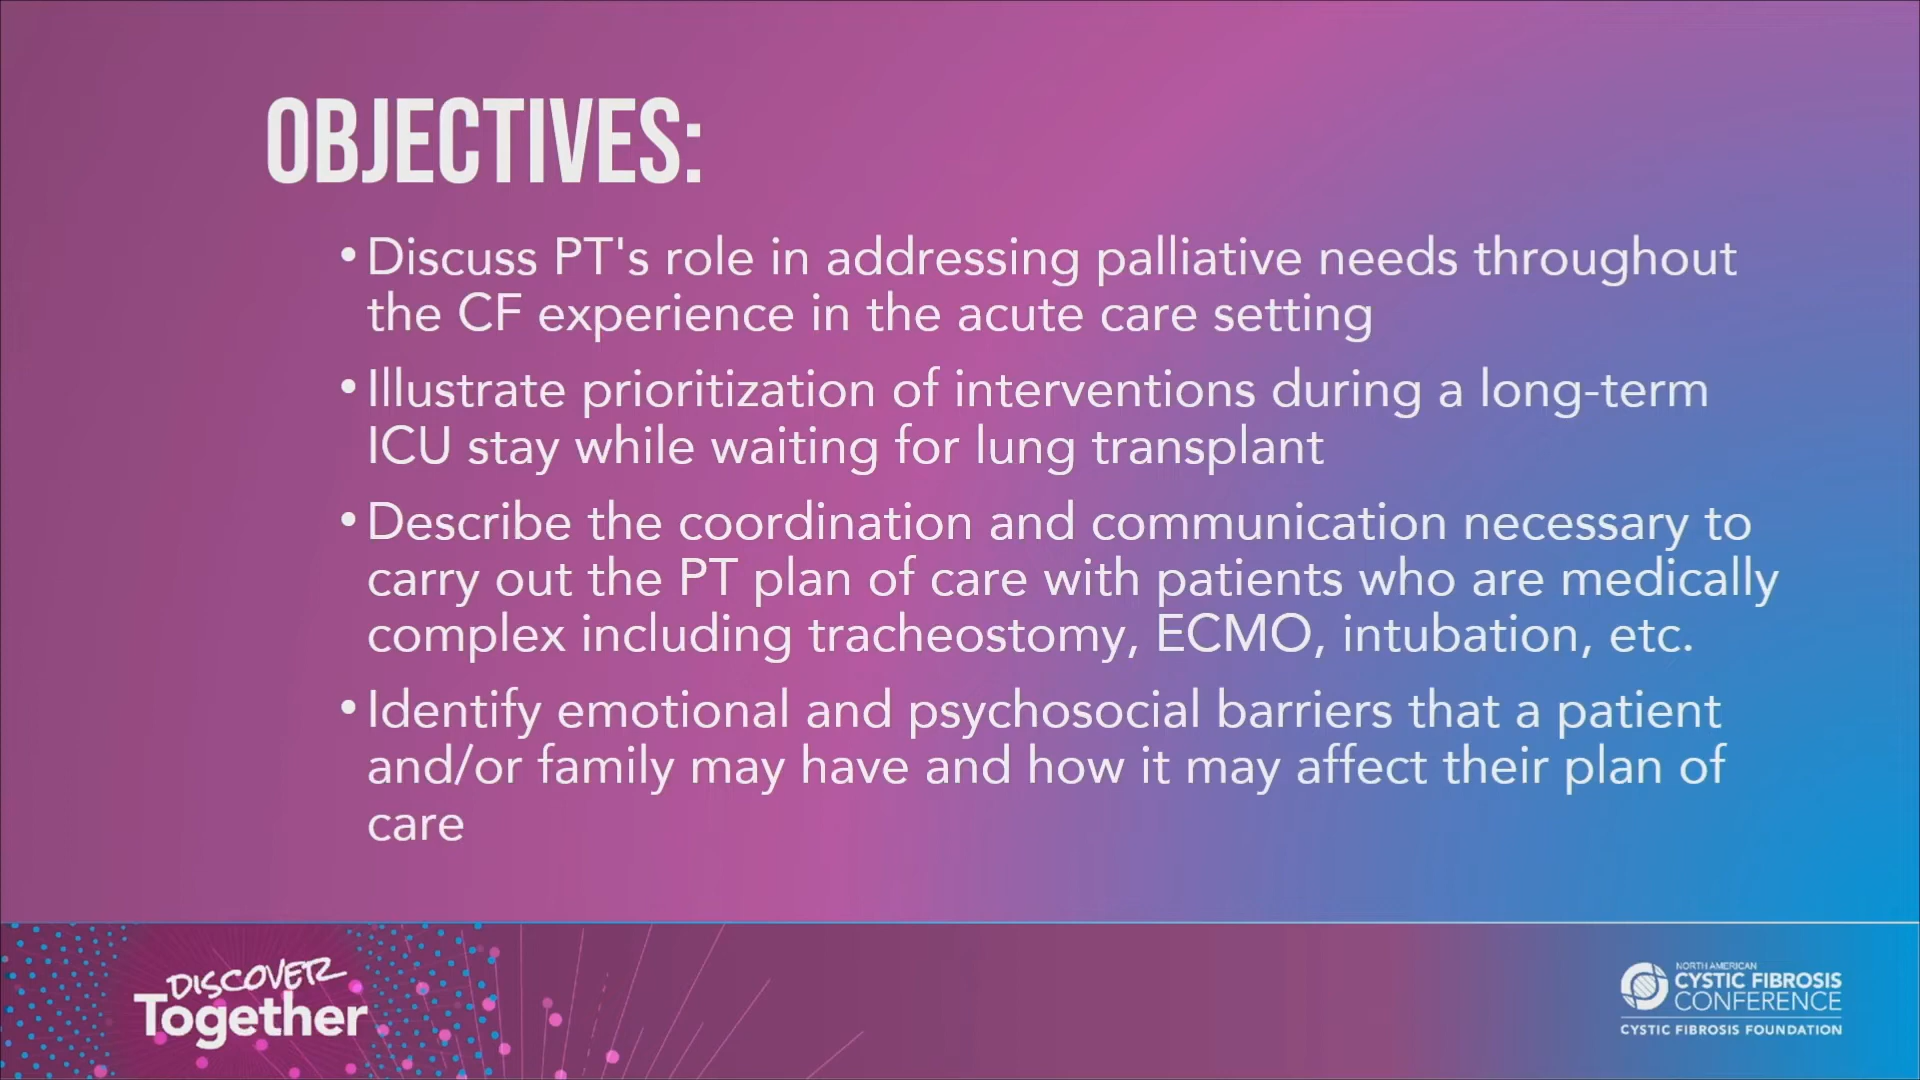 OBJECTIVES:
•Discuss PT's role in addressing palliative needs throughout
the CF experience in the acute care setting
•Illustrate prioritization of interventions during a long-term
ICU stay while waiting for lung transplant
•Describe the coordination and communication necessary to
carry out the PT plan of care with patients who are medically
complex including tracheostomy, ECMO, intubation, etc.
•Identify emotional and psychosocial barriers that a patient
and/or family may have and how it may affect their plan of
care
DISCOVER
Together
NORTH AMERICAN
CYSTIC FIBROSIS
CONFERENCE
CYSTIC FIBROSIS FOUNDATION